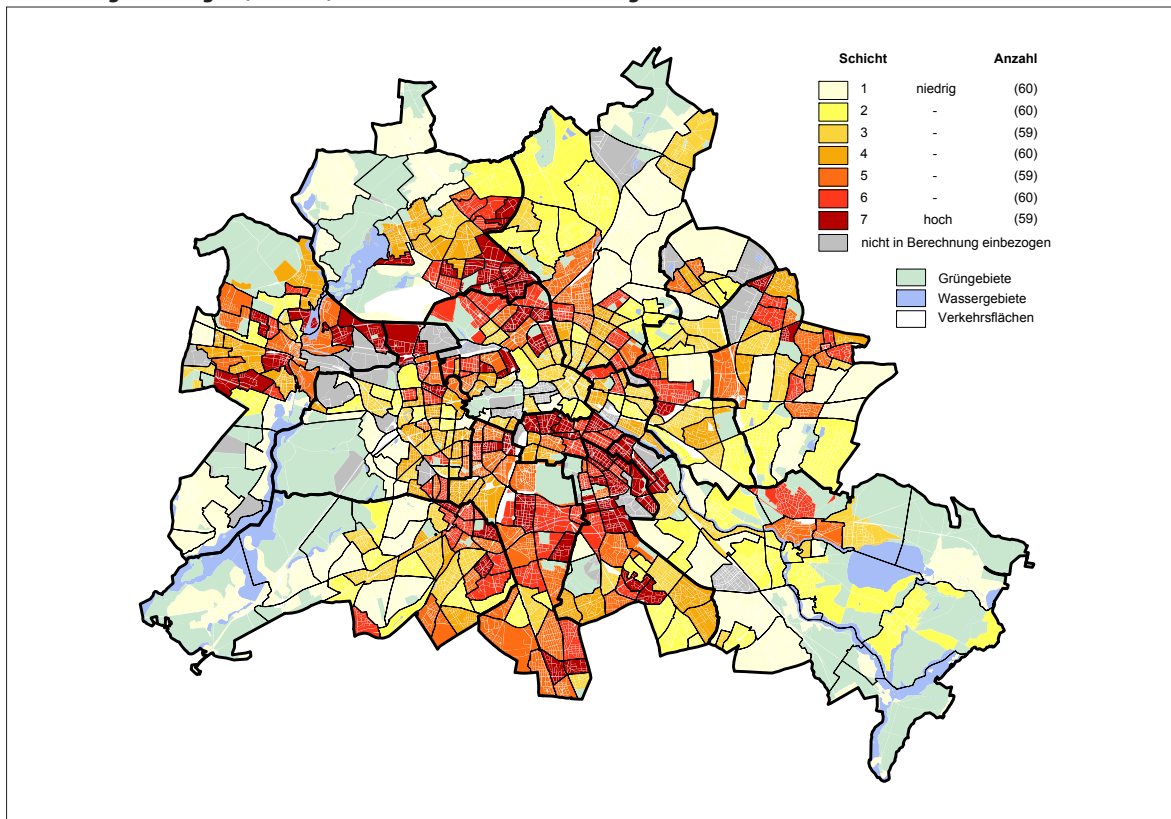 Schicht Anzahl
1 niedrig (60)
2 - (60)
3 - (59)
4 - (60)
5 - (59)
6 - (60)
7 hoch (59)
nicht in Berechnung einbezogen
Grüngebiete
Wassergebiete
Verkehrsflächen